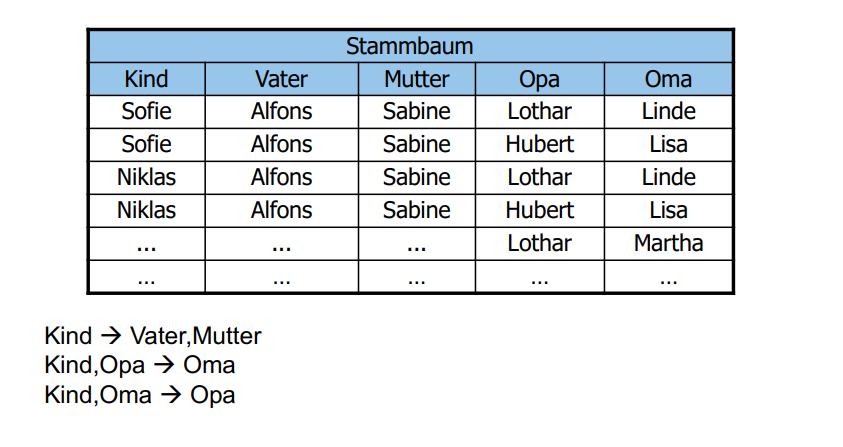 Stammbaum
Kind Vater Mutter Opa Oma
Sofie Alfons Sabine Lothar Linde
Sofie Alfons Sabine Hubert Lisa
Niklas Alfons Sabine Lothar Linde
Niklas Alfons Sabine Hubert Lisa
... ... ... Lothar Martha
... ... ... ... ...
Kind → Vater,Mutter
Kind,Opa → Oma
Kind,Oma → Opa